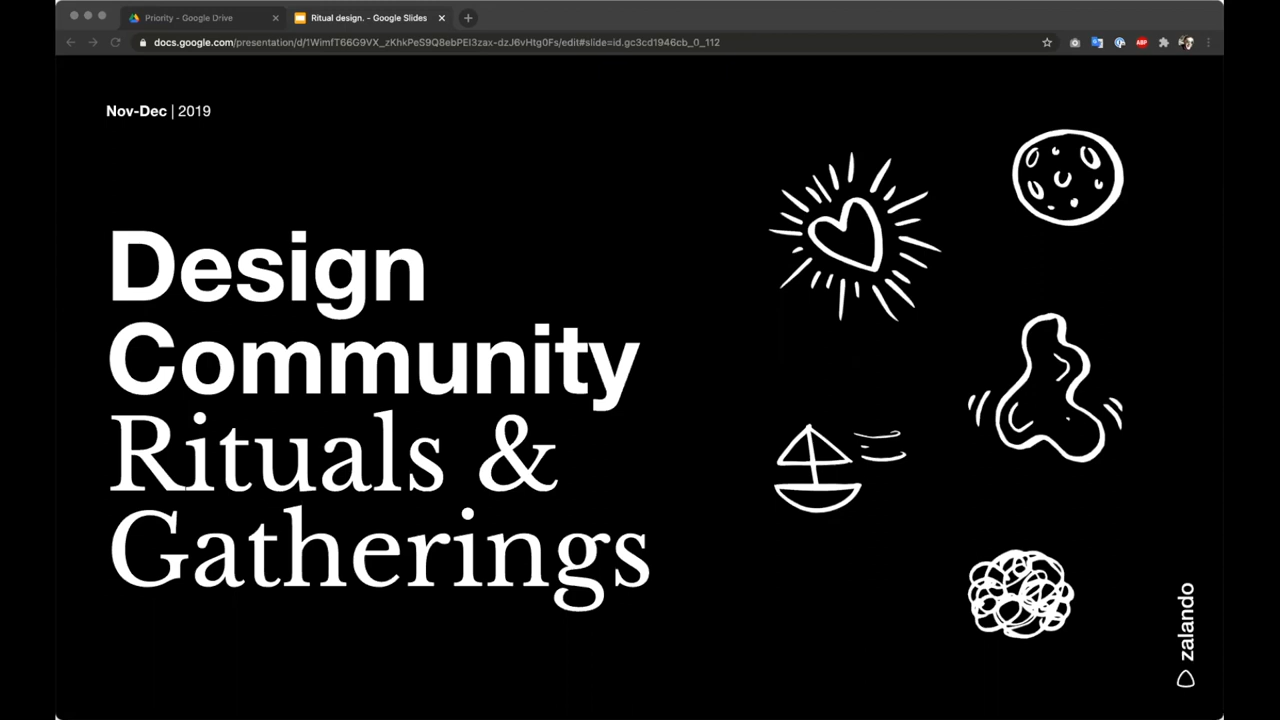 Priority - Google Drive
Ritual design. - Google Slides
docs.google.com/presentation/d/1WimfT66G9VX_zKhkPeS9Q8ebPEI3zax-dzJ6vHtg0Fs/edit#slide=id.gc3cd1946cb_0_112
ABP
Nov-Dec | 2019
Design
Community
Rituals &
Gatherings
zalando